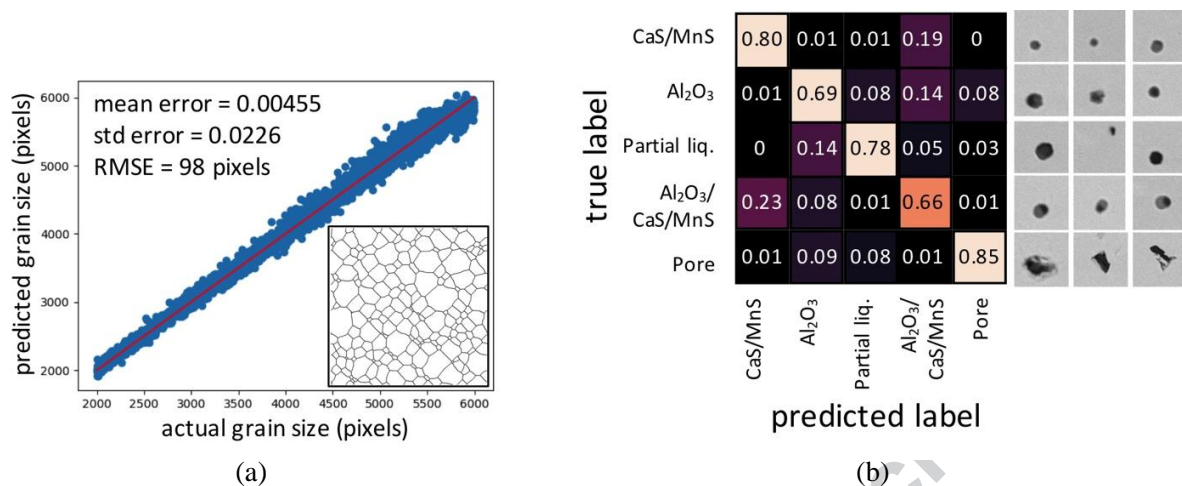 mean error = 0.00455
std error = 0.0226
RMSE = 98 pixels
predicted grain size (pixels)
6000
5000
4000
3000
2000
2000 2500 3000 3500 4000 4500 5000 5500 6000
actual grain size (pixels)
(a)
true label
CaS/MnS 0.80 0.01 0.01 0.19 0
Al₂O₃ 0.01 0.69 0.08 0.14 0.08
Partial liq. 0 0.14 0.78 0.05 0.03
Al₂O₃/
CaS/MnS 0.23 0.08 0.01 0.66 0.01
Pore 0.01 0.09 0.08 0.01 0.85
CaS/MnS
Al₂O₃
Partial liq.
Al₂O₃/
CaS/MnS
Pore
predicted label
(b)